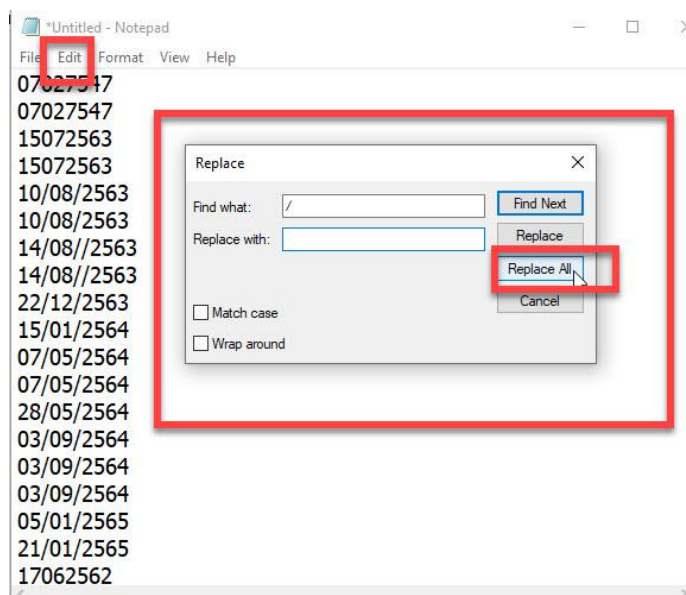 *Untitled - Notepad
File Edit Format View Help
07027547
07027547
15072563
15072563
10/08/2563
10/08/2563
14/08//2563
14/08//2563
22/12/2563
15/01/2564
07/05/2564
07/05/2564
28/05/2564
03/09/2564
03/09/2564
03/09/2564
05/01/2565
21/01/2565
17062562
Replace
Find what: /
Find Next
Replace with:
Replace
Replace All
Cancel
Match case
Wrap around